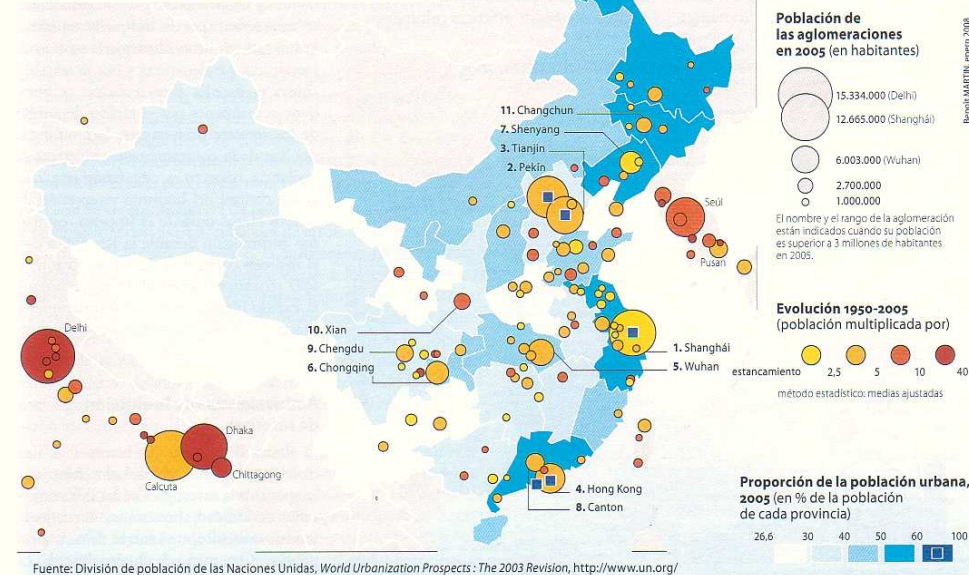 Población de
las aglomeraciones
en 2005 (en habitantes)
15.334.000 (Delhi)
12.665.000 (Shanghái)
6.003.000 (Wuhan)
2.700.000
1.000.000
El nombre y el rango de la aglomeración
están indicados cuando su población
es superior a 3 millones de habitantes
en 2005.
Benoît MARTIN, enero 2008
Evolución 1950-2005
(población multiplicada por)
estancamiento 2,5 5 10 40
método estadístico: medias ajustadas
Proporción de la población urbana,
2005 (en % de la población
de cada provincia)
26,6 30 40 50 60 100
11. Changchun
7. Shenyang
3. Tianjin
2. Pekín
Seúl
Pusan
Delhi
10. Xian
9. Chengdu
6. Chongqing
1. Shanghái
5. Wuhan
Dhaka
Chittagong
Calcuta
4. Hong Kong
8. Canton
Fuente: División de población de las Naciones Unidas, World Urbanization Prospects : The 2003 Revision, http://www.un.org/